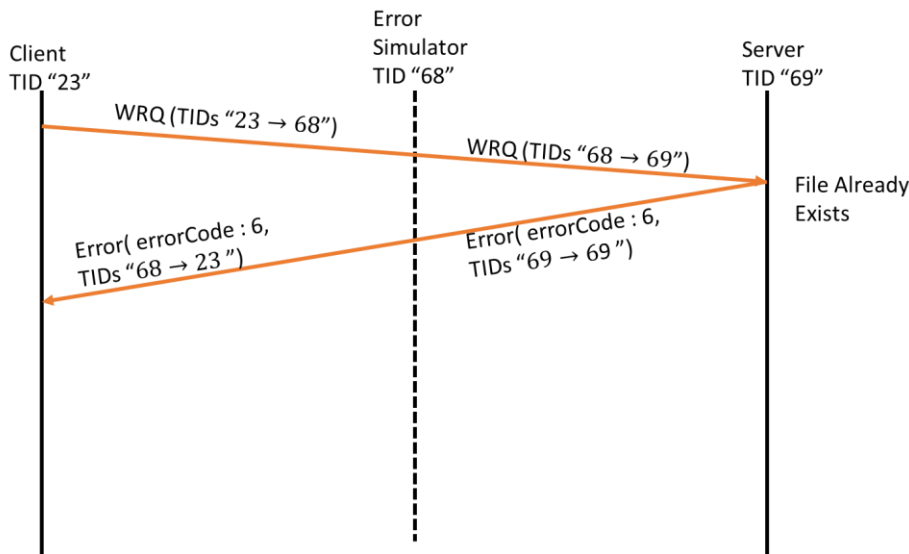 Client
TID “23”
Error
Simulator
TID “68”
Server
TID “69”
WRQ (TIDs “23 → 68”)
WRQ (TIDs “68 → 69”)
File Already
Exists
Error( errorCode : 6,
TIDs “68 → 23 ”)
Error( errorCode : 6,
TIDs “69 → 69 ”)